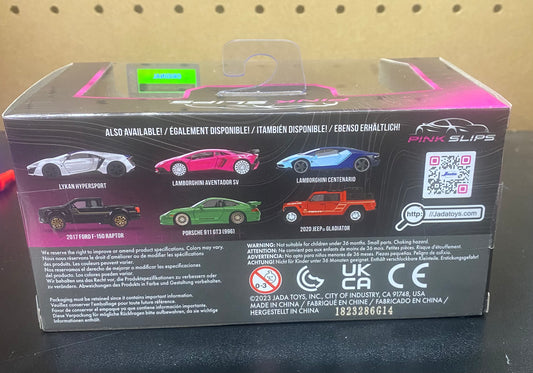 ALSO AVAILABLE! / ÉGALEMENT DISPONIBLE! / ¡TAMBIÉN DISPONIBLE! / EBENSO ERHÄLTLICH!
PINK SLIPS
LYKAN HYPERSPORT
LAMBORGHINI AVENTADOR SV
LAMBORGHINI CENTENARIO
2017 FORD F-150 RAPTOR
PORSCHE 911 GT3 (996)
2020 JEEP® GLADIATOR
http://Jadatoys.com
We reserve the right to improve or amend product specifications. Colors may vary.
Nous nous réservons le droit d'améliorer ou de modifier les spécifications
des produits. Les couleurs peuvent varier.
Nos reservamos el derecho a mejorar o modificar las especificaciones
del producto. Los colores pueden variar.
Wir behalten uns das Recht vor, die Produktspezifikationen zu verbessern oder
zu verändern. Abweichungen des Produktes in Farbe und Gestaltung vorbehalten.
Packaging must be retained since it contains important information.
Veuillez conserver l'emballage pour toute future référence.
Favor de conservar el empaque ya que contiene información importante.
Wir empfehlen die Packung für mögliche Rückfragen bitte aufbewahren, da sie wichtige
Informationen enthält.
WARNING: Not suitable for children under 36 months. Small parts. Choking hazard.
ATTENTION: Ne convient pas aux enfants de moins de 36 mois. Petites pièces. Risque d'étouffement.
ADVERTENCIA: No apto para niños menores de 36 meses. Piezas pequeñas. Peligro de asfixia.
ACHTUNG! Nicht für Kinder unter 36 Monaten geeignet. Enthält verschluckbare Kleinteile. Erstickungsgefahr!
0-3
UK
CA
CE
©2023 JADA TOYS, INC., CITY OF INDUSTRY, CA 91748, USA
MADE IN CHINA / FABRIQUÉ EN CHINE / FABRICADO EN CHINA /
HERGESTELLT IN CHINA
1823286G14